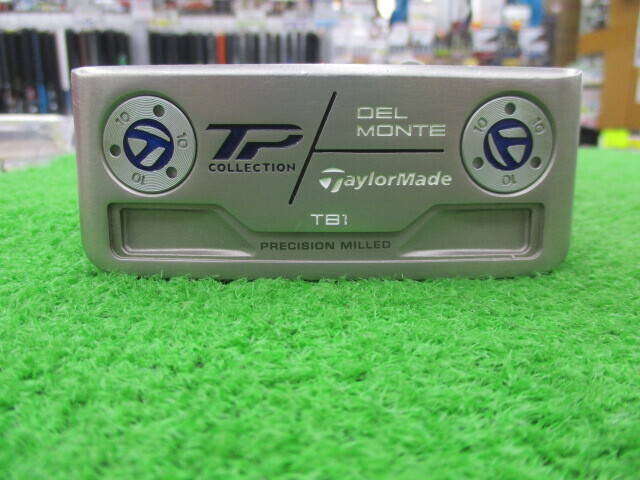 10 10 10
TP
COLLECTION
DEL
MONTE
TaylorMade
10 10 10
TB1
PRECISION MILLED